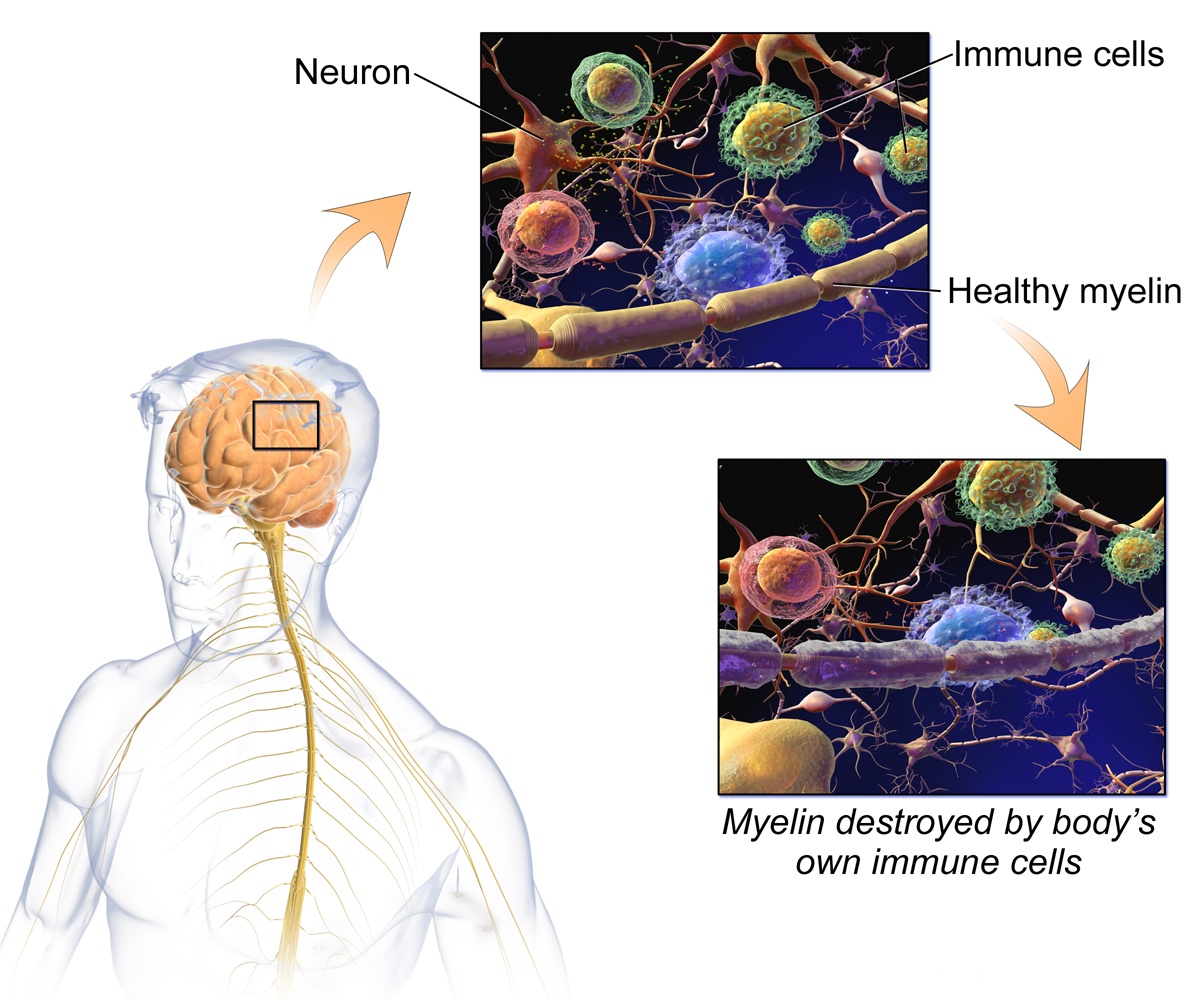 Neuron
Immune cells
Healthy myelin
Myelin destroyed by body’s
own immune cells